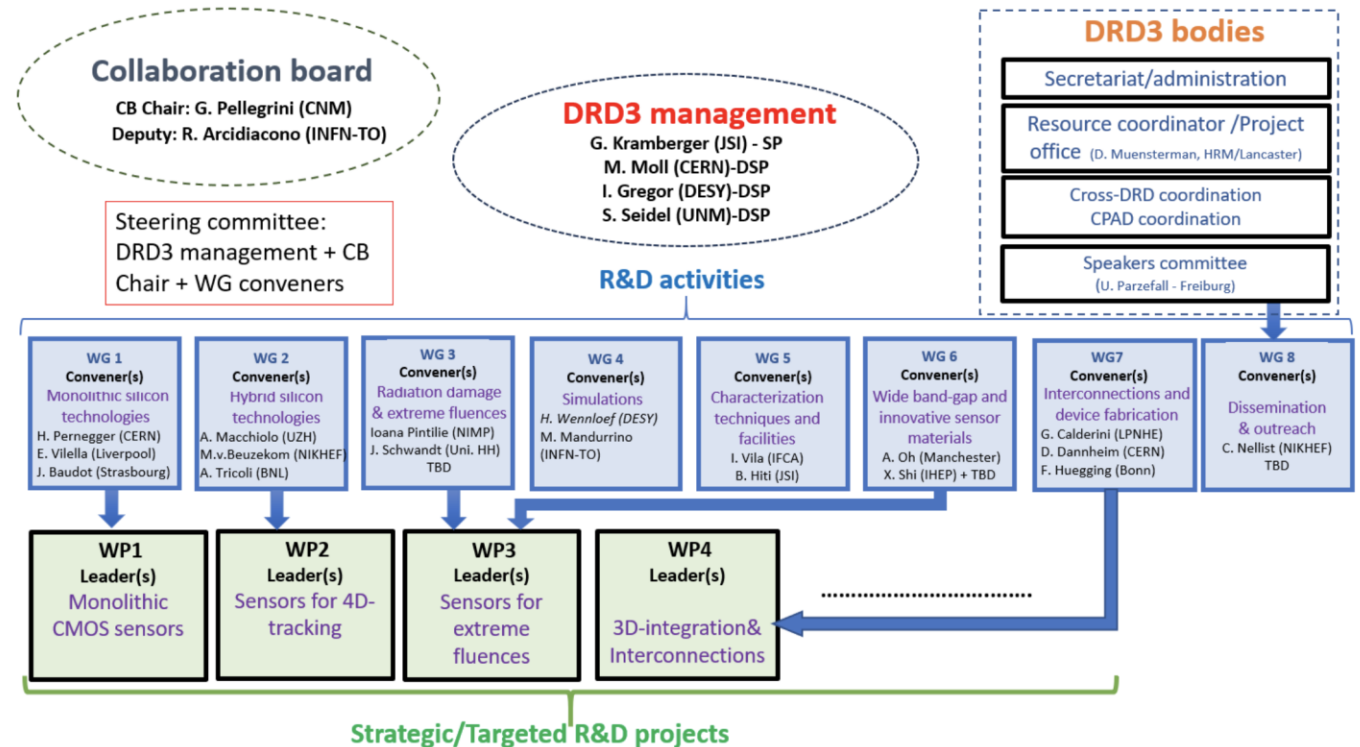 Collaboration board
CB Chair: G. Pellegrini (CNM)
Deputy: R. Arcidiacono (INFN-TO)
Steering committee:
DRD3 management + CB
Chair + WG conveners
DRD3 management
G. Kramberger (JSI) - SP
M. Moll (CERN)-DSP
I. Gregor (DESY)-DSP
S. Seidel (UNM)-DSP
DRD3 bodies
Secretariat/administration
Resource coordinator /Project
office (D. Muensterman, HRM/Lancaster)
Cross-DRD coordination
CPAD coordination
Speakers committee
(U. Parzefall - Freiburg)
R&D activities
WG 1
Convener(s)
Monolithic silicon
technologies
H. Pernegger (CERN)
E. Vilella (Liverpool)
J. Baudot (Strasbourg)
WG 2
Convener(s)
Hybrid silicon
technologies
A. Macchiolo (UZH)
M.v.Beuzekom (NIKHEF)
A. Tricoli (BNL)
WG 3
Convener(s)
Radiation damage
& extreme fluences
Ioana Pintilie (NIMP)
J. Schwandt (Uni. HH)
TBD
WG 4
Convener(s)
Simulations
H. Wennloef (DESY)
M. Mandurrino
(INFN-TO)
WG 5
Convener(s)
Characterization
techniques and
facilities
I. Vila (IFCA)
B. Hiti (JSI)
WG 6
Convener(s)
Wide band-gap and
innovative sensor
materials
A. Oh (Manchester)
X. Shi (IHEP) + TBD
WG7
Convener(s)
Interconnections and
device fabrication
G. Calderini (LPNHE)
D. Dannheim (CERN)
F. Huegging (Bonn)
WG 8
Convener(s)
Dissemination
& outreach
C. Nellist (NIKHEF)
TBD
WP1
Leader(s)
Monolithic
CMOS sensors
WP2
Leader(s)
Sensors for 4D-
tracking
WP3
Leader(s)
Sensors for
extreme
fluences
WP4
Leader(s)
3D-integration&
Interconnections
................................
Strategic/Targeted R&D projects